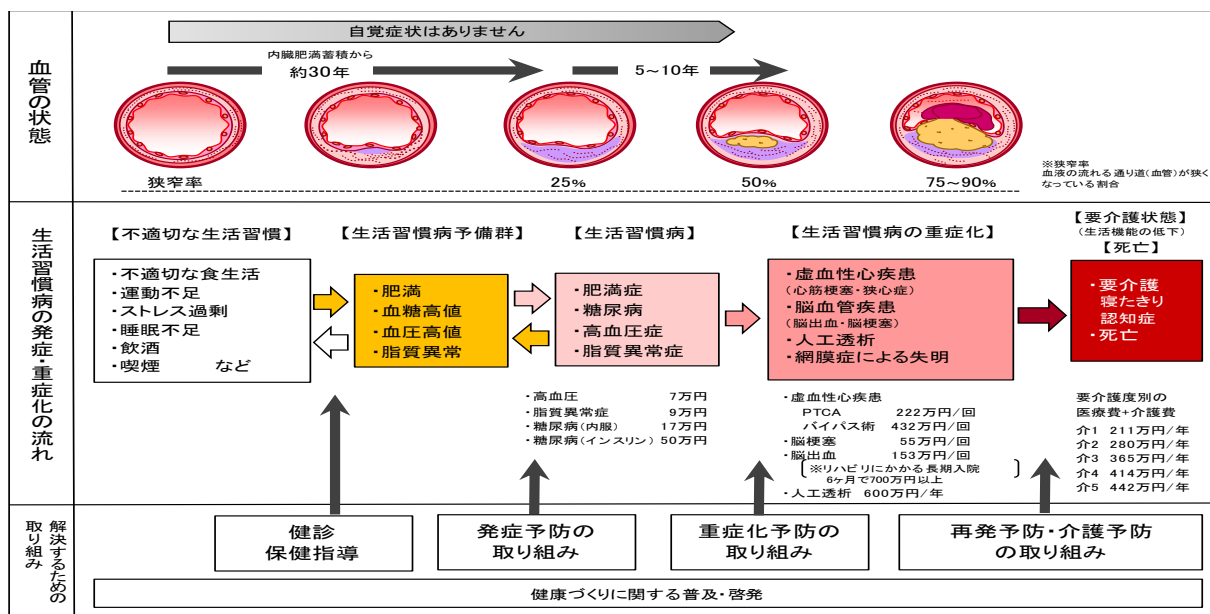 血管の状態
自覚症状はありません
内臓肥満蓄積から
約30年
5~10年
狭窄率
25%
50%
75~90%
※狭窄率
血液の流れる通り道(血管)が狭く
なっている割合
生活習慣病の発症・重症化の流れ
【不適切な生活習慣】
・不適切な食生活
・運動不足
・ストレス過剰
・睡眠不足
・飲酒
・喫煙 など
【生活習慣病予備群】
・肥満
・血糖高値
・血圧高値
・脂質異常
【生活習慣病】
・肥満症
・糖尿病
・高血圧症
・脂質異常症
・高血圧 7万円
・脂質異常症 9万円
・糖尿病(内服) 17万円
・糖尿病(インスリン) 50万円
【生活習慣病の重症化】
・虚血性心疾患
(心筋梗塞・狭心症)
・脳血管疾患
(脳出血・脳梗塞)
・人工透析
・網膜症による失明
・虚血性心疾患
PTCA 222万円/回
バイパス術 432万円/回
・脳梗塞 55万円/回
・脳出血 153万円/回
※リハビリにかかる長期入院
6ヶ月で700万円以上
・人工透析 600万円/年
【要介護状態】
(生活機能の低下)
【死亡】
・要介護
寝たきり
認知症
・死亡
要介護度別の
医療費+介護費
介1 211万円/年
介2 280万円/年
介3 365万円/年
介4 414万円/年
介5 442万円/年
解決するための
取り組み
健診
保健指導
発症予防の
取り組み
重症化予防の
取り組み
再発予防・介護予防
の取り組み
健康づくりに関する普及・啓発